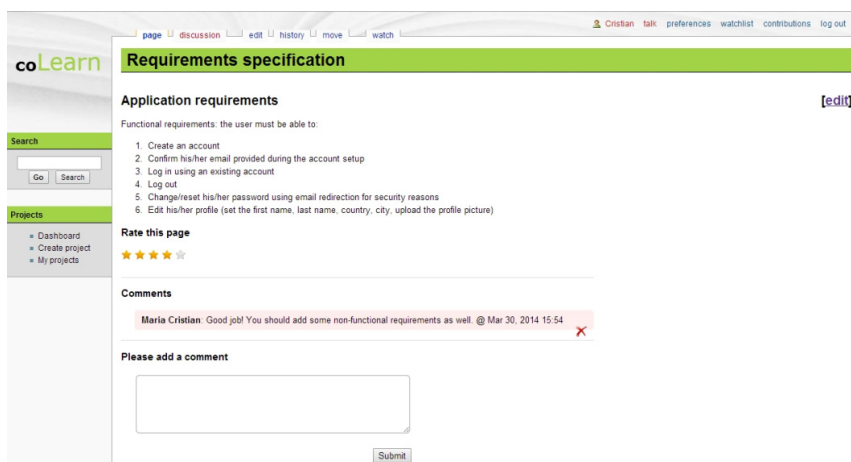 Cristian talk preferences watchlist contributions log out
page discussion edit history move watch
coLearn
Requirements specification
Application requirements [edit]
Functional requirements: the user must be able to:
1. Create an account
2. Confirm his/her email provided during the account setup
3. Log in using an existing account
4. Log out
5. Change/reset his/her password using email redirection for security reasons
6. Edit his/her profile (set the first name, last name, country, city, upload the profile picture)
Search
Go Search
Projects
Dashboard
Create project
My projects
Rate this page
Comments
Maria Cristian: Good job! You should add some non-functional requirements as well. @ Mar 30, 2014 15:54
Please add a comment
Submit